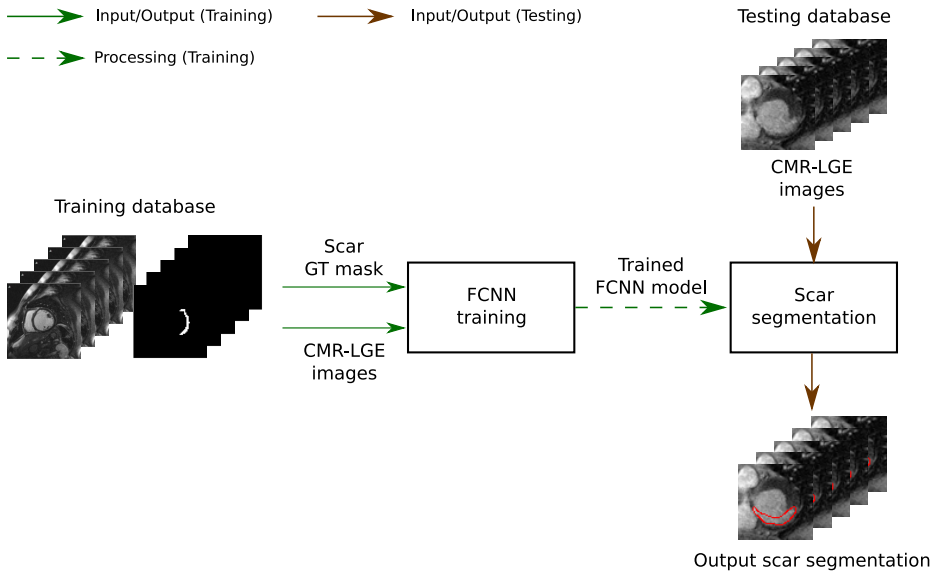 Input/Output (Training)
Input/Output (Testing)
Processing (Training)
Testing database
CMR-LGE
images
Training database
Scar
GT mask
CMR-LGE
images
FCNN
training
Trained
FCNN model
Scar
segmentation
Output scar segmentation